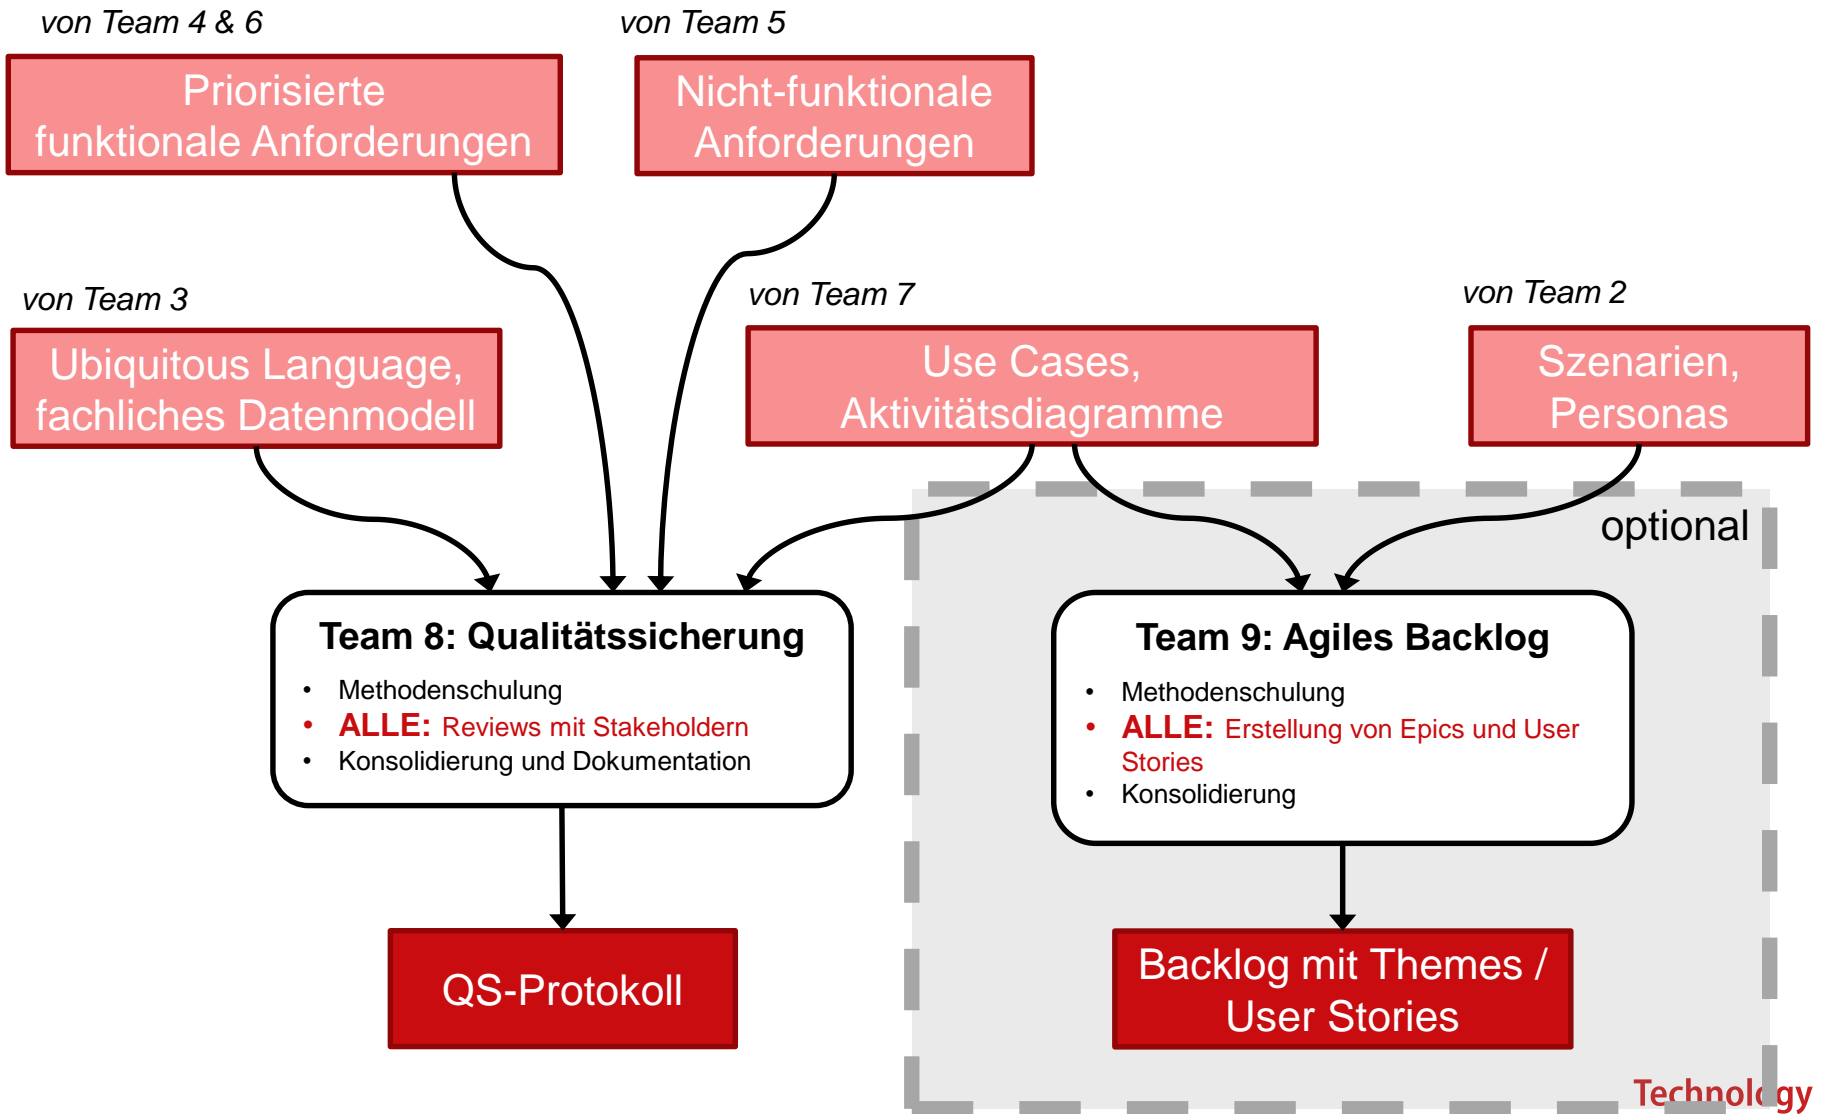 von Team 4 & 6
von Team 5
Priorisierte
funktionale Anforderungen
Nicht-funktionale
Anforderungen
von Team 3
von Team 7
von Team 2
Ubiquitous Language,
fachliches Datenmodell
Use Cases,
Aktivitätsdiagramme
Szenarien,
Personas
optional
Team 8: Qualitätssicherung
• Methodenschulung
• ALLE: Reviews mit Stakeholdern
• Konsolidierung und Dokumentation
Team 9: Agiles Backlog
• Methodenschulung
• ALLE: Erstellung von Epics und User
Stories
• Konsolidierung
QS-Protokoll
Backlog mit Themes /
User Stories
Technology